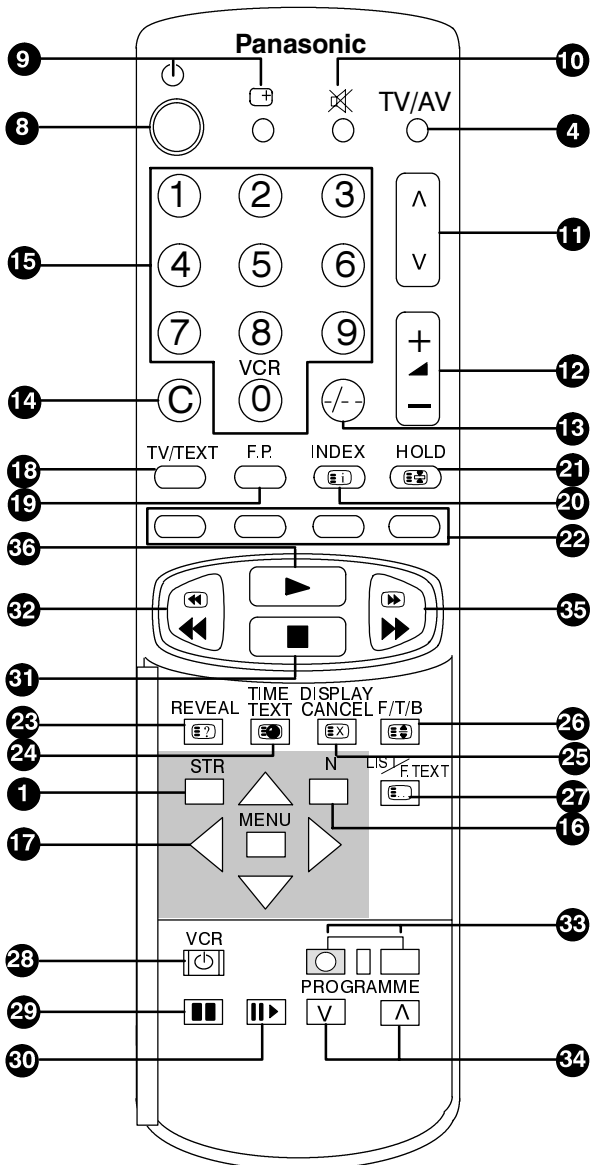 Panasonic
9
10
8
TV/AV
4
1 2 3
11
15
4 5 6
7 8 9
VCR
12
14
C 0 -/--
13
18
TV/TEXT F.P. INDEX HOLD
21
19
20
i
22
36
32
35
31
REVEAL TIME TEXT DISPLAY CANCEL F/T/B
23
? X
26
24
25
STR N LIST/F.TEXT
1
27
MENU
16
17
33
VCR
28
PROGRAMME
29
V Λ
30
34